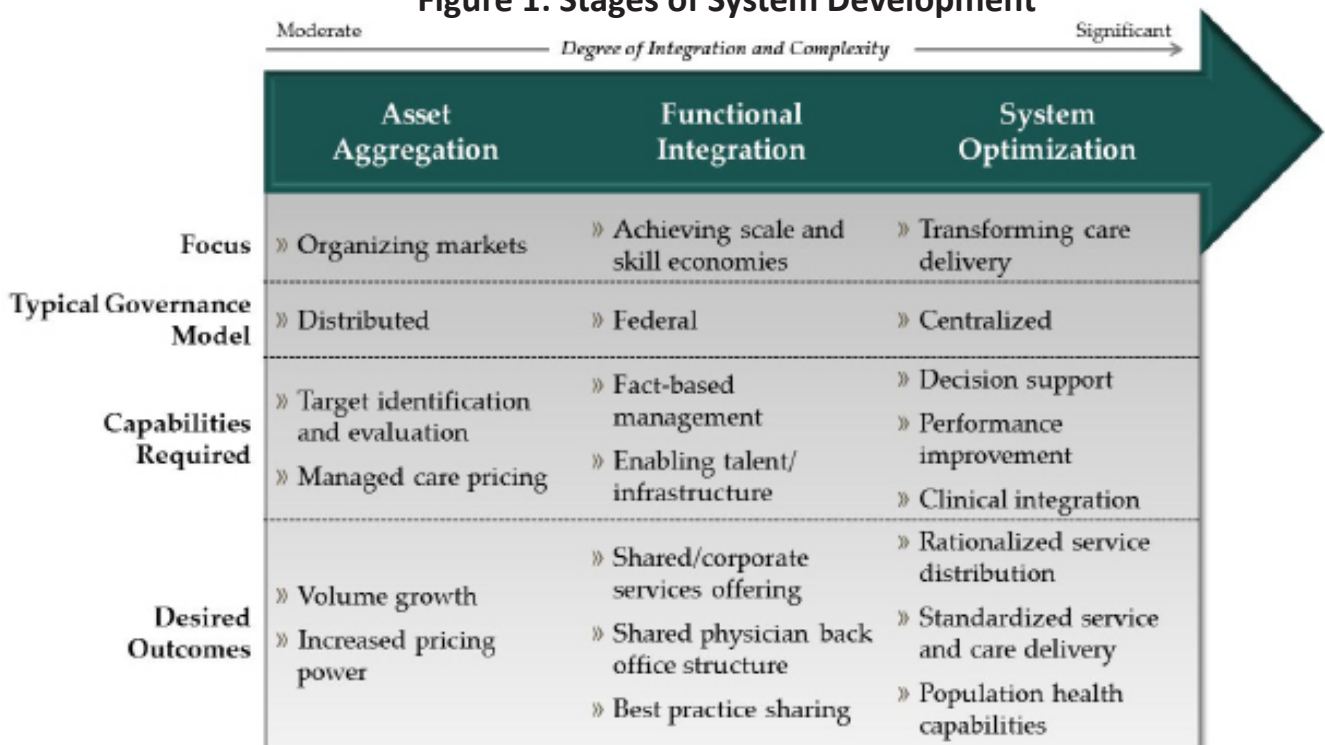 Figure 1: Stages of System Development
Moderate
Degree of Integration and Complexity
Significant
Asset
Aggregation
Functional
Integration
System
Optimization
Focus
» Organizing markets
» Achieving scale and
skill economies
» Transforming care
delivery
Typical Governance
Model
» Distributed
» Federal
» Centralized
Capabilities
Required
» Target identification
and evaluation
» Managed care pricing
» Fact-based
management
» Enabling talent/
infrastructure
» Decision support
» Performance
improvement
» Clinical integration
Desired
Outcomes
» Volume growth
» Increased pricing
power
» Shared/corporate
services offering
» Shared physician back
office structure
» Best practice sharing
» Rationalized service
distribution
» Standardized service
and care delivery
» Population health
capabilities